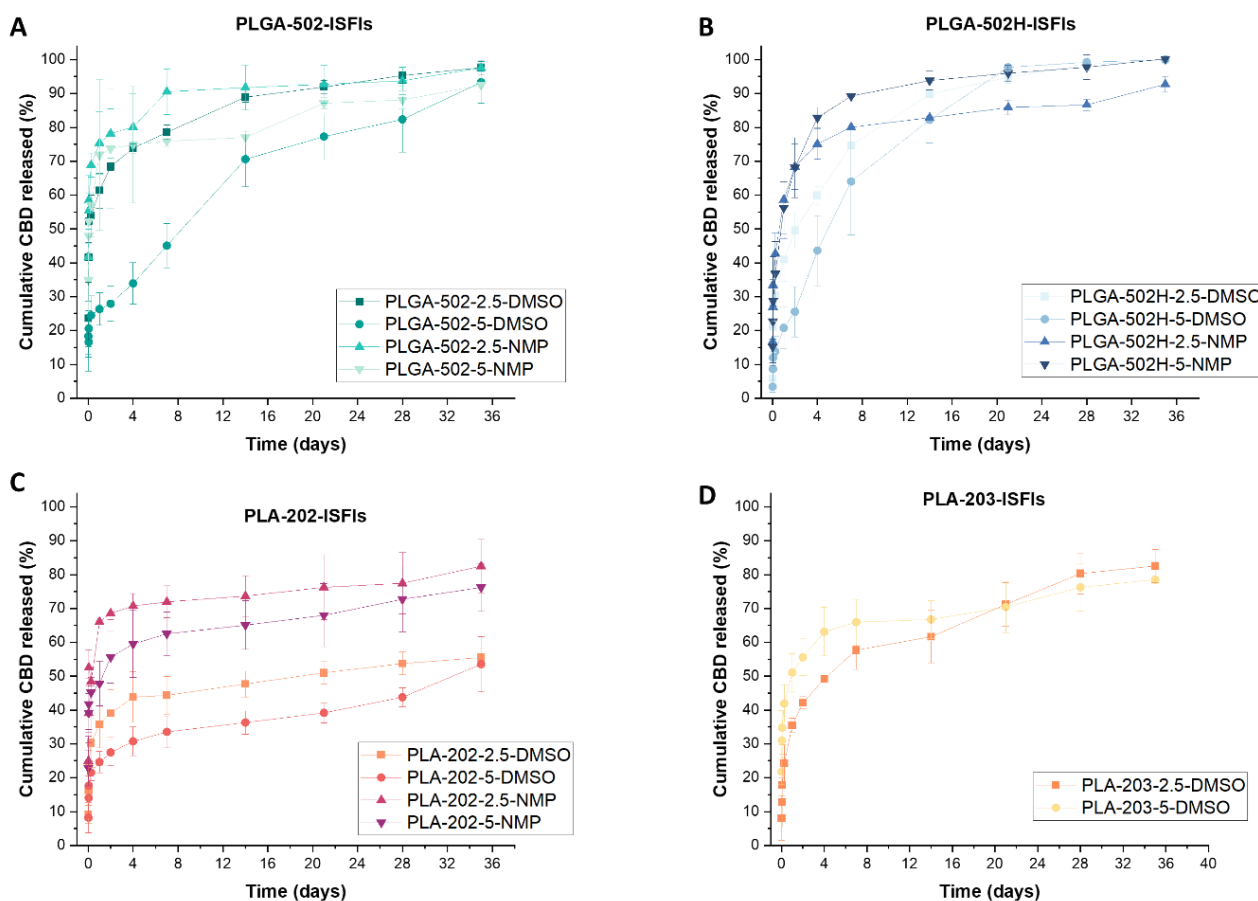 A
PLGA-502-ISFIs
Cumulative CBD released (%)
100
90
80
70
60
50
40
30
20
10
0
0 4 8 12 16 20 24 28 32 36
Time (days)
PLGA-502-2.5-DMSO
PLGA-502-5-DMSO
PLGA-502-2.5-NMP
PLGA-502-5-NMP
B
PLGA-502H-ISFIs
Cumulative CBD released (%)
100
90
80
70
60
50
40
30
20
10
0
0 4 8 12 16 20 24 28 32 36
Time (days)
PLGA-502H-2.5-DMSO
PLGA-502H-5-DMSO
PLGA-502H-2.5-NMP
PLGA-502H-5-NMP
C
PLA-202-ISFIs
Cumulative CBD released (%)
100
90
80
70
60
50
40
30
20
10
0
0 4 8 12 16 20 24 28 32 36
Time (days)
PLA-202-2.5-DMSO
PLA-202-5-DMSO
PLA-202-2.5-NMP
PLA-202-5-NMP
D
PLA-203-ISFIs
Cumulative CBD released (%)
100
90
80
70
60
50
40
30
20
10
0
0 4 8 12 16 20 24 28 32 36 40
Time (days)
PLA-203-2.5-DMSO
PLA-203-5-DMSO